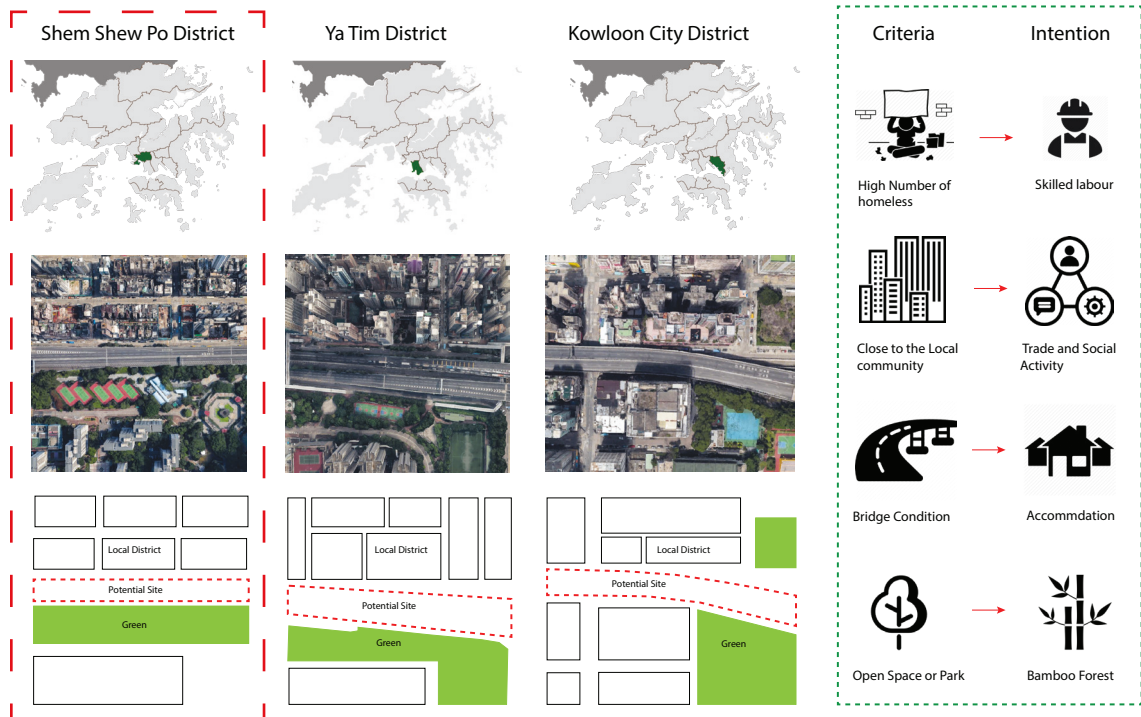 Shem Shew Po District
Ya Tim District
Kowloon City District
Criteria
Intention
High Number of
homeless
Skilled labour
Close to the Local
community
Trade and Social
Activity
Bridge Condition
Accommdation
Open Space or Park
Bamboo Forest
Local District
Potential Site
Green
Local District
Potential Site
Green
Local District
Potential Site
Green